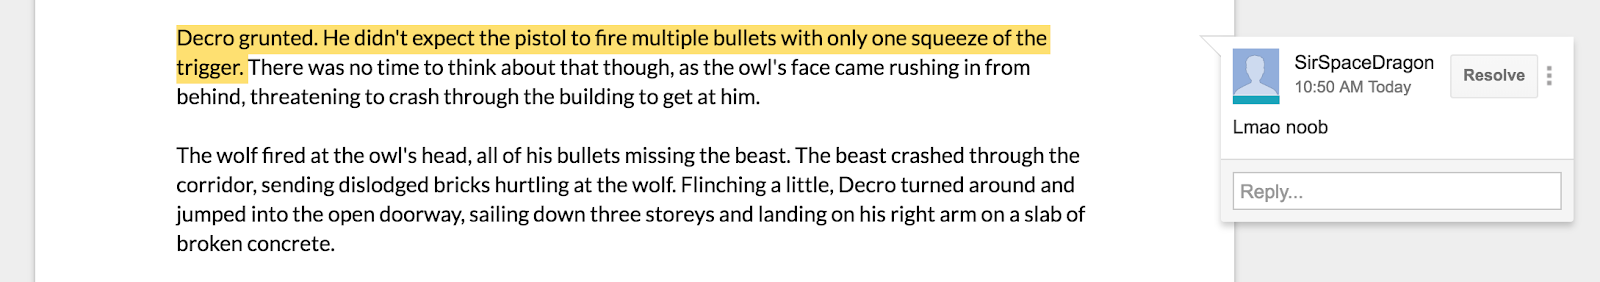 Decro grunted. He didn't expect the pistol to fire multiple bullets with only one squeeze of the
trigger. There was no time to think about that though, as the owl's face came rushing in from
behind, threatening to crash through the building to get at him.
The wolf fired at the owl's head, all of his bullets missing the beast. The beast crashed through the
corridor, sending dislodged bricks hurtling at the wolf. Flinching a little, Decro turned around and
jumped into the open doorway, sailing down three storeys and landing on his right arm on a slab of
broken concrete.
SirSpaceDragon
Resolve
10:50 AM Today
Lmao noob
Reply...